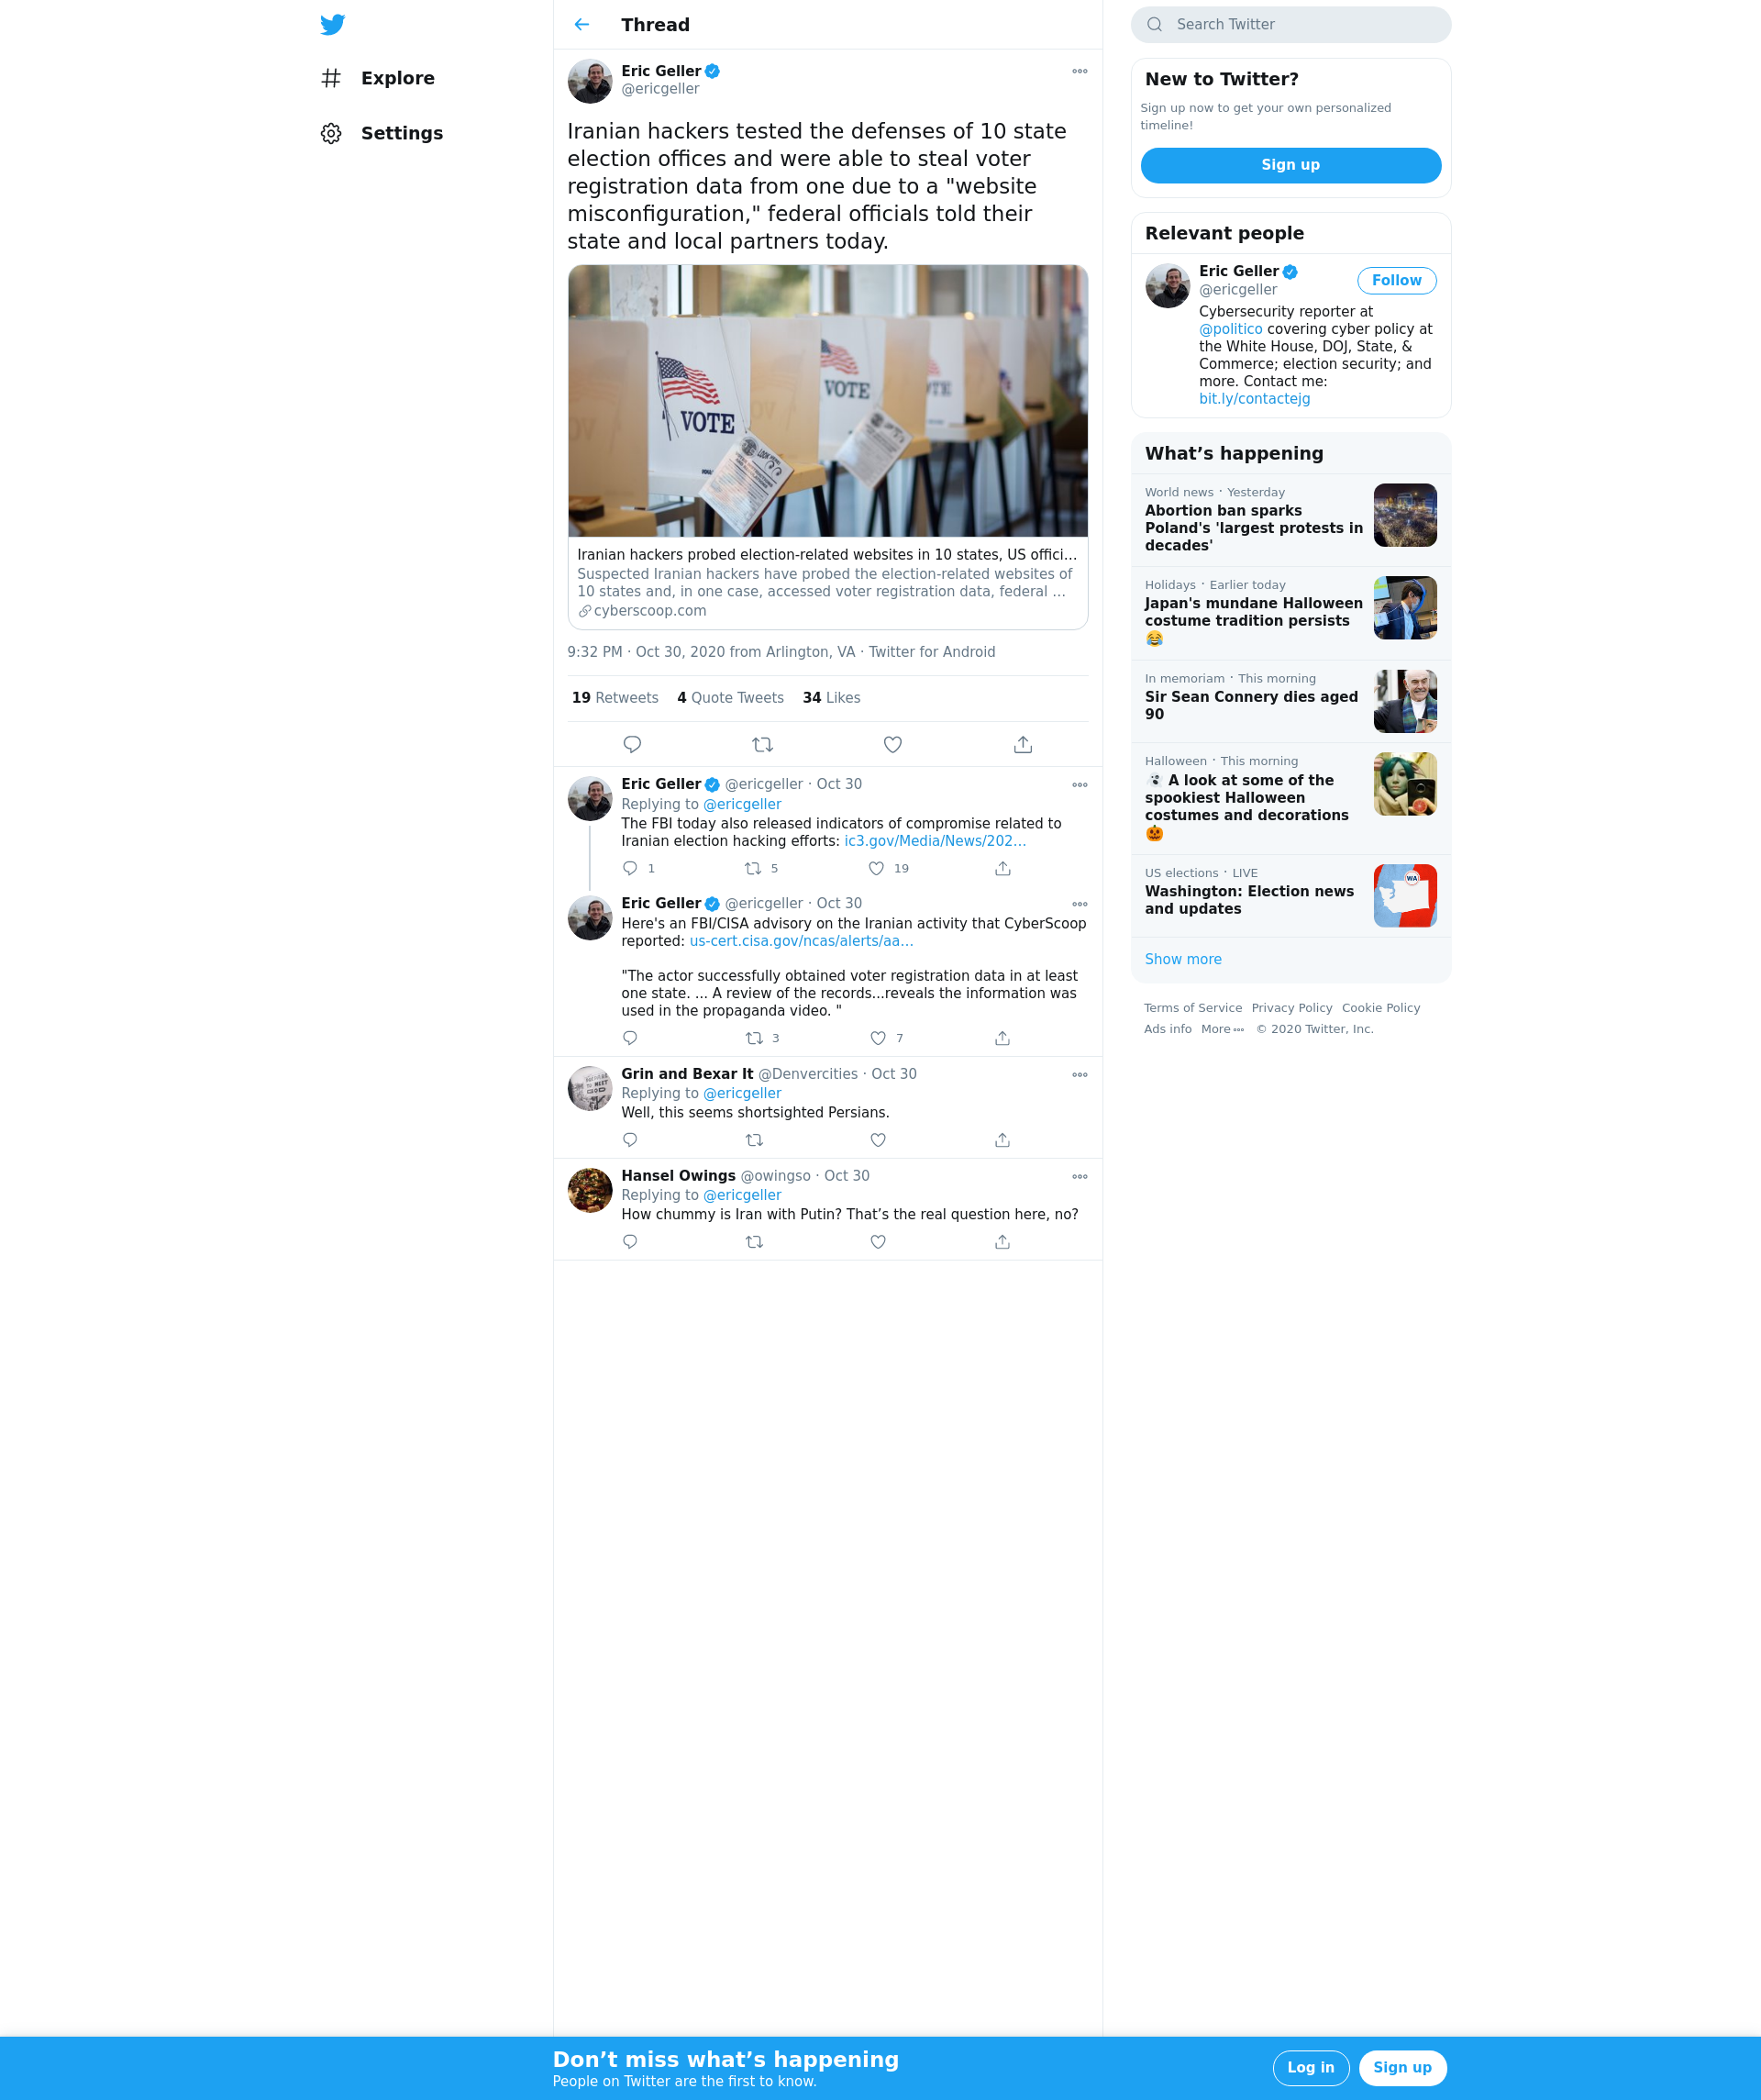 Explore
Settings
Thread
Eric Geller
@ericgeller
Iranian hackers tested the defenses of 10 state
election offices and were able to steal voter
registration data from one due to a "website
misconfiguration," federal officials told their
state and local partners today.
VOTE
VOTE
Iranian hackers probed election-related websites in 10 states, US offici…
Suspected Iranian hackers have probed the election-related websites of
10 states and, in one case, accessed voter registration data, federal …
cyberscoop.com
9:32 PM · Oct 30, 2020 from Arlington, VA · Twitter for Android
19 Retweets 4 Quote Tweets 34 Likes
Eric Geller @ericgeller · Oct 30
Replying to @ericgeller
The FBI today also released indicators of compromise related to
Iranian election hacking efforts: ic3.gov/Media/News/202…
1 5 19
Eric Geller @ericgeller · Oct 30
Here's an FBI/CISA advisory on the Iranian activity that CyberScoop
reported: us-cert.cisa.gov/ncas/alerts/aa…
"The actor successfully obtained voter registration data in at least
one state. ... A review of the records...reveals the information was
used in the propaganda video. "
3 7
Grin and Bexar It @Denvercities · Oct 30
Replying to @ericgeller
Well, this seems shortsighted Persians.
Hansel Owings @owingso · Oct 30
Replying to @ericgeller
How chummy is Iran with Putin? That’s the real question here, no?
Search Twitter
New to Twitter?
Sign up now to get your own personalized
timeline!
Sign up
Relevant people
Eric Geller
@ericgeller
Follow
Cybersecurity reporter at
@politico covering cyber policy at
the White House, DOJ, State, &
Commerce; election security; and
more. Contact me:
bit.ly/contactejg
What’s happening
World news · Yesterday
Abortion ban sparks
Poland's 'largest protests in
decades'
Holidays · Earlier today
Japan's mundane Halloween
costume tradition persists
😂
In memoriam · This morning
Sir Sean Connery dies aged
90
Halloween · This morning
👻 A look at some of the
spookiest Halloween
costumes and decorations
🎃
US elections · LIVE
Washington: Election news
and updates
WA
Show more
Terms of Service Privacy Policy Cookie Policy
Ads info More © 2020 Twitter, Inc.
Don’t miss what’s happening
People on Twitter are the first to know.
Log in
Sign up